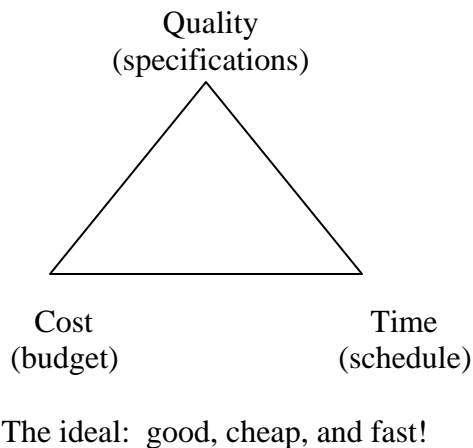 Quality
(specifications)
Cost
(budget)
Time
(schedule)
The ideal:  good, cheap, and fast!